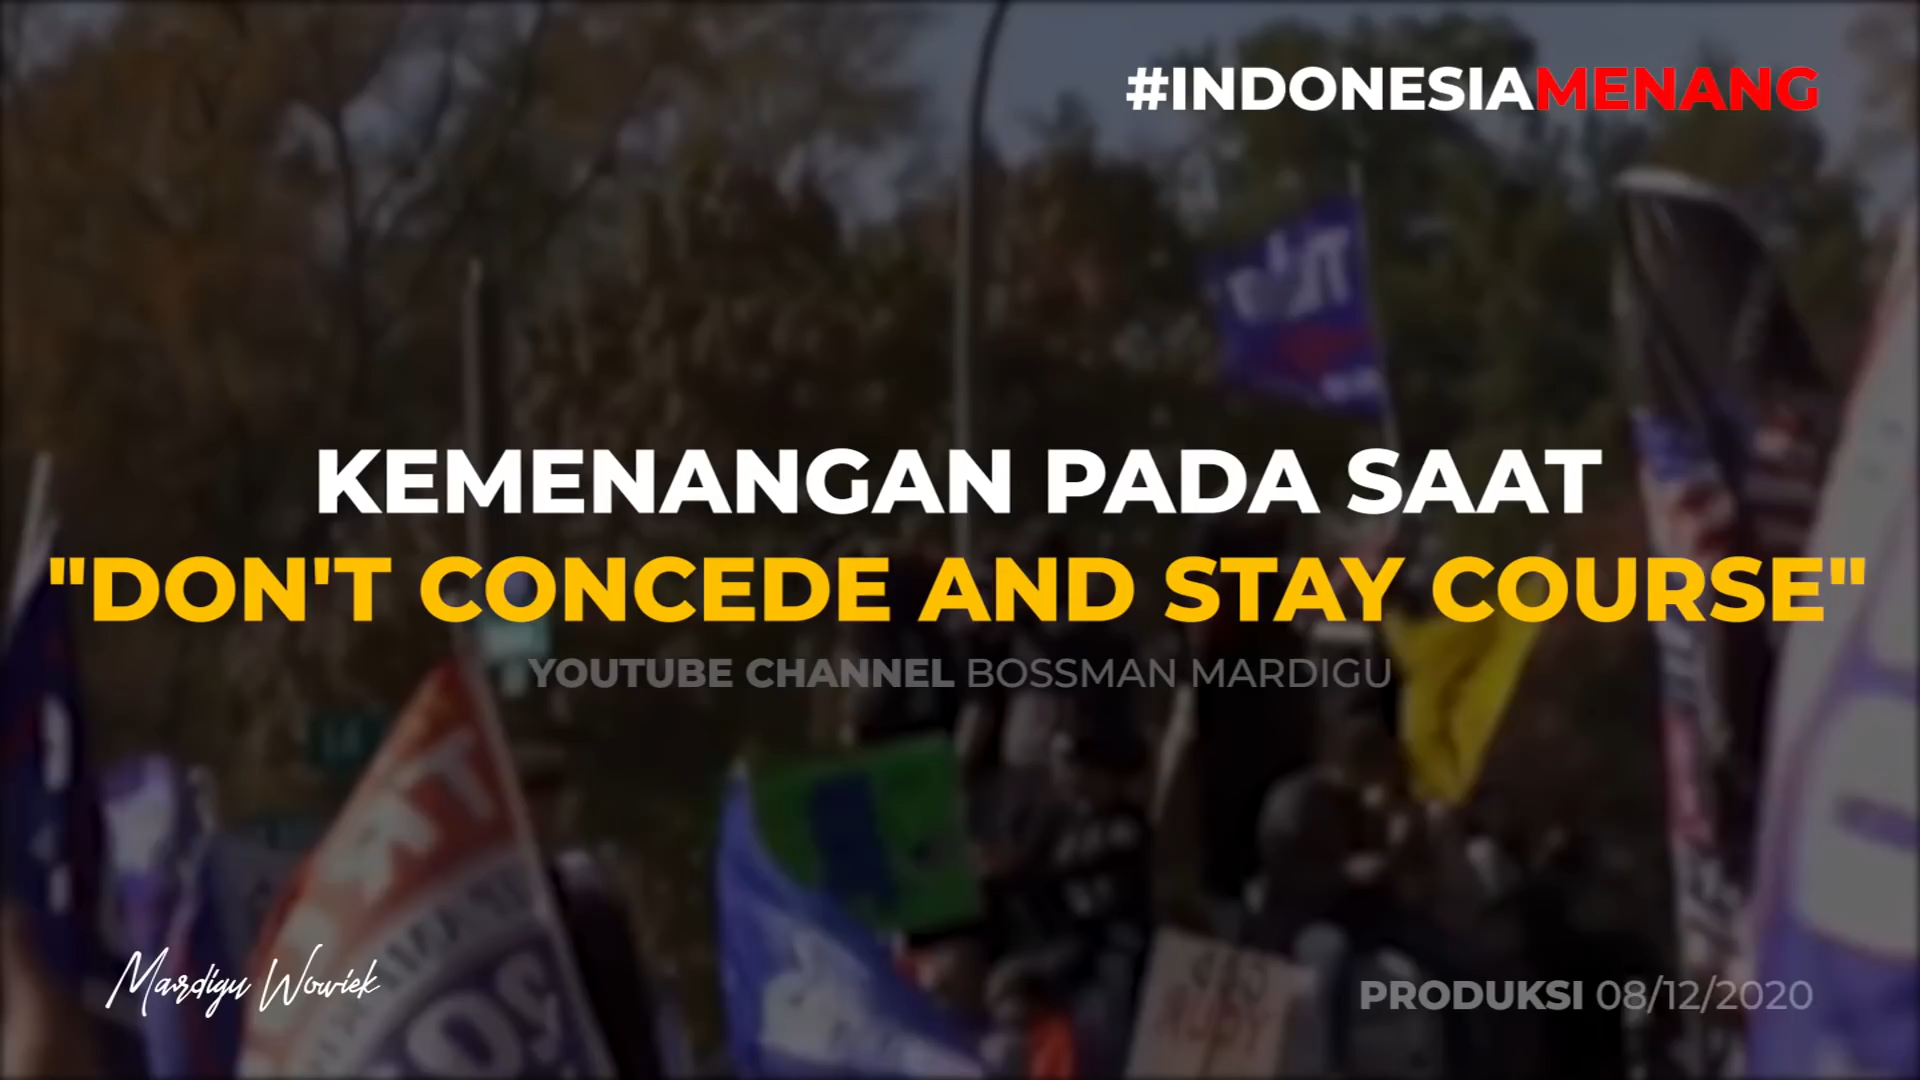 #INDONESIAMENANG
KEMENANGAN PADA SAAT
"DON'T CONCEDE AND STAY COURSE"
YOUTUBE CHANNEL BOSSMAN MARDIGU
Mardigu Wowiek
PRODUKSI 08/12/2020